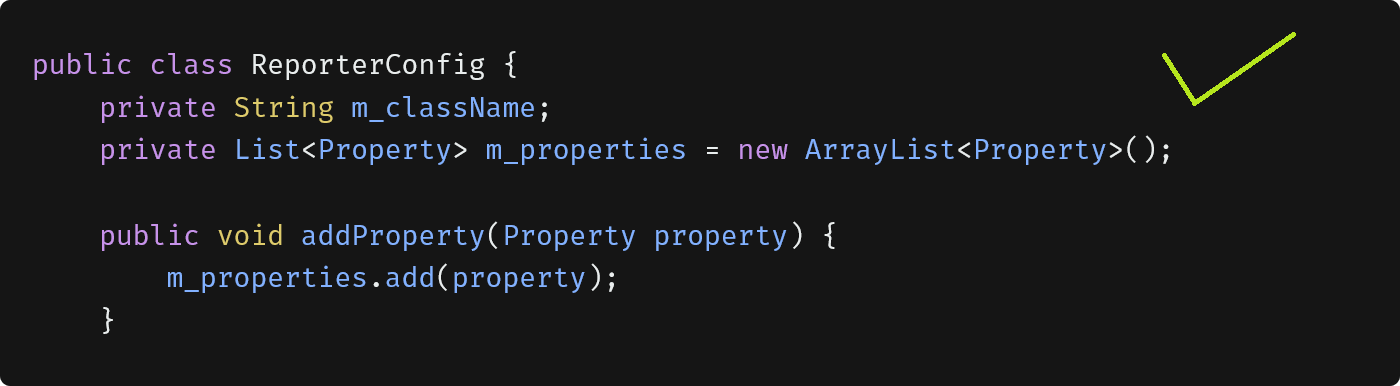 public class ReporterConfig {
    private String m_className;
    private List<Property> m_properties = new ArrayList<Property>();
    public void addProperty(Property property) {
        m_properties.add(property);
    }